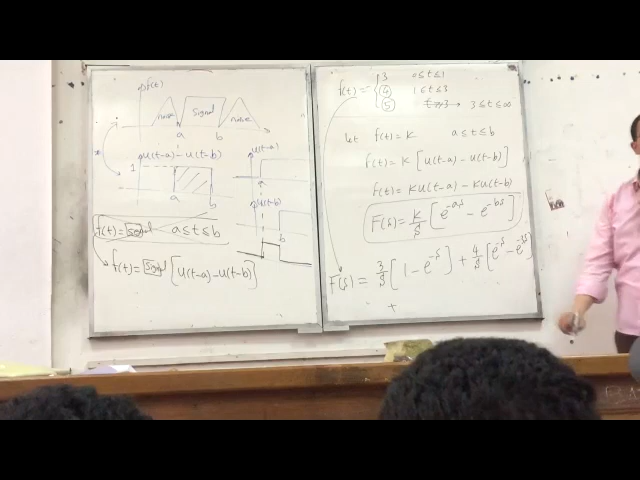 f(t)
noise Signal noise
a b
u(t-a)-u(t-b)
1
a b
b
f(t)=signal a≤t≤b
f(t)=signal [u(t-a)-u(t-b)]
f(t)= { 3 0≤t≤1
4 1≤t≤3
5 3≤t≤∞
let f(t)=K a≤t≤b
f(t)=K[u(t-a)-u(t-b)]
f(t)=Ku(t-a)-Ku(t-b)
F(s)=K/s[e^-as - e^-bs]
F(s)=3/s[1-e^-s]+4/s[e^-s-e^-3s]
+